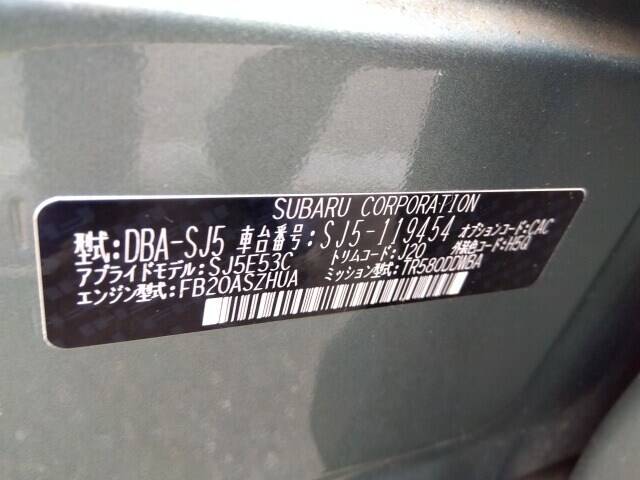 SUBARU CORPORATION
型式:DBA-SJ5 車台番号:SJ5-119454 オプションコード:CAC
アプライドモデル:SJ5E53C トリムコード:J20 外装色コード:H5Q
エンジン型式:FB20ASZHUA ミッション型式:TR580DDWBA